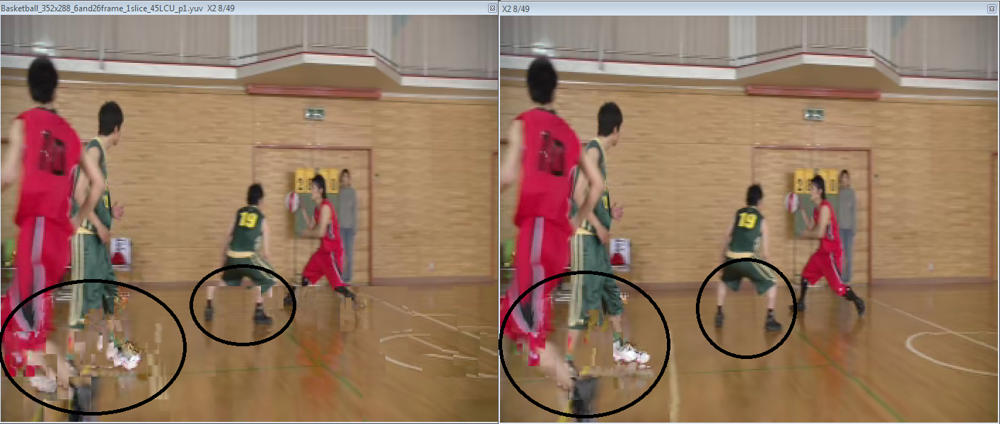 Basketball_352x288_6and26frame_1slice_45LCU_p1.yuv X2 8/49
X2 8/49
19
19